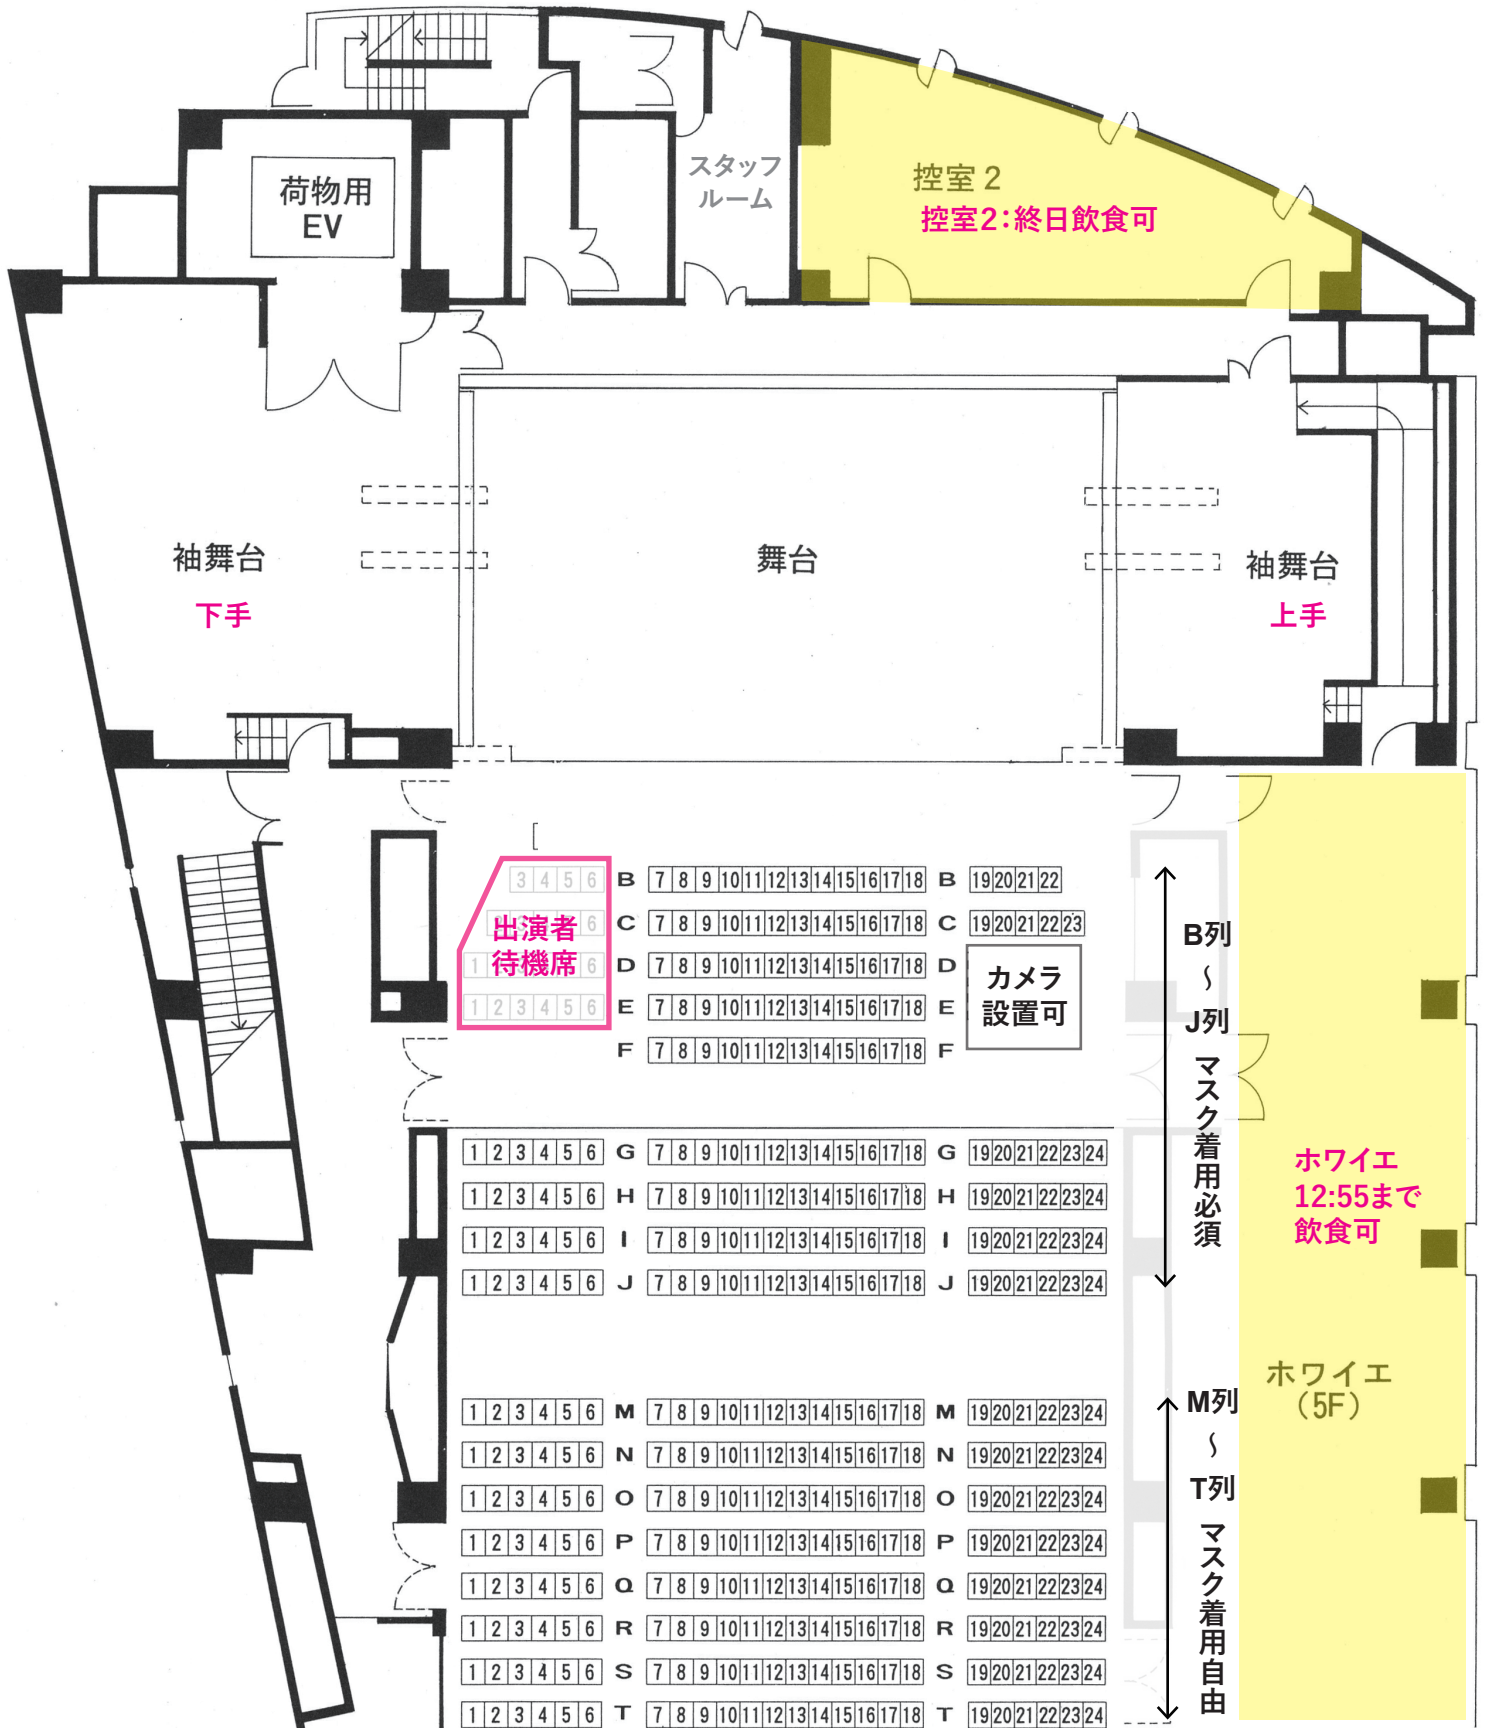 荷物用
EV
スタッフ
ルーム
控室 2
控室2：終日飲食可
袖舞台
下手
舞台
袖舞台
上手
3 4 5 6 B 7 8 9 10 11 12 13 14 15 16 17 18 B 19 20 21 22
6 C 7 8 9 10 11 12 13 14 15 16 17 18 C 19 20 21 22 23
出演者
待機席
1 6 D 7 8 9 10 11 12 13 14 15 16 17 18 D
1 2 3 4 5 6 E 7 8 9 10 11 12 13 14 15 16 17 18 E
カメラ
設置可
F 7 8 9 10 11 12 13 14 15 16 17 18 F
B列
〜
J列
マスク着用必須
1 2 3 4 5 6 G 7 8 9 10 11 12 13 14 15 16 17 18 G 19 20 21 22 23 24
1 2 3 4 5 6 H 7 8 9 10 11 12 13 14 15 16 17 18 H 19 20 21 22 23 24
1 2 3 4 5 6 I 7 8 9 10 11 12 13 14 15 16 17 18 I 19 20 21 22 23 24
1 2 3 4 5 6 J 7 8 9 10 11 12 13 14 15 16 17 18 J 19 20 21 22 23 24
ホワイエ
12:55まで
飲食可
ホワイエ
（5F）
M列
〜
T列
マスク着用自由
1 2 3 4 5 6 M 7 8 9 10 11 12 13 14 15 16 17 18 M 19 20 21 22 23 24
1 2 3 4 5 6 N 7 8 9 10 11 12 13 14 15 16 17 18 N 19 20 21 22 23 24
1 2 3 4 5 6 O 7 8 9 10 11 12 13 14 15 16 17 18 O 19 20 21 22 23 24
1 2 3 4 5 6 P 7 8 9 10 11 12 13 14 15 16 17 18 P 19 20 21 22 23 24
1 2 3 4 5 6 Q 7 8 9 10 11 12 13 14 15 16 17 18 Q 19 20 21 22 23 24
1 2 3 4 5 6 R 7 8 9 10 11 12 13 14 15 16 17 18 R 19 20 21 22 23 24
1 2 3 4 5 6 S 7 8 9 10 11 12 13 14 15 16 17 18 S 19 20 21 22 23 24
1 2 3 4 5 6 T 7 8 9 10 11 12 13 14 15 16 17 18 T 19 20 21 22 23 24